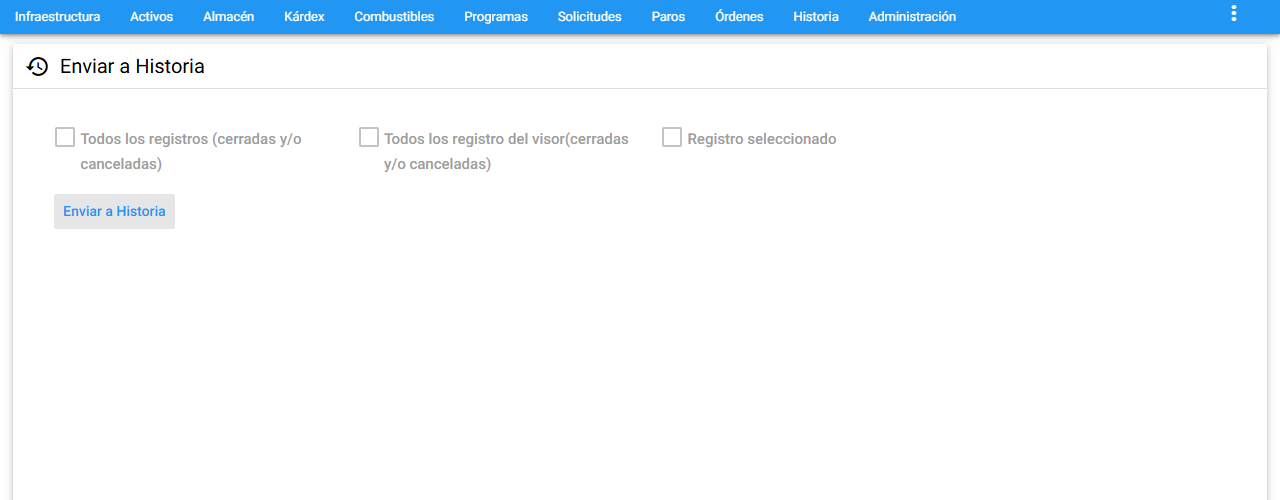 Infraestructura Activos Almacén Kárdex Combustibles Programas Solicitudes Paros Órdenes Historia Administración
Enviar a Historia
Todos los registros (cerradas y/o
canceladas)
Todos los registro del visor(cerradas
y/o canceladas)
Registro seleccionado
Enviar a Historia